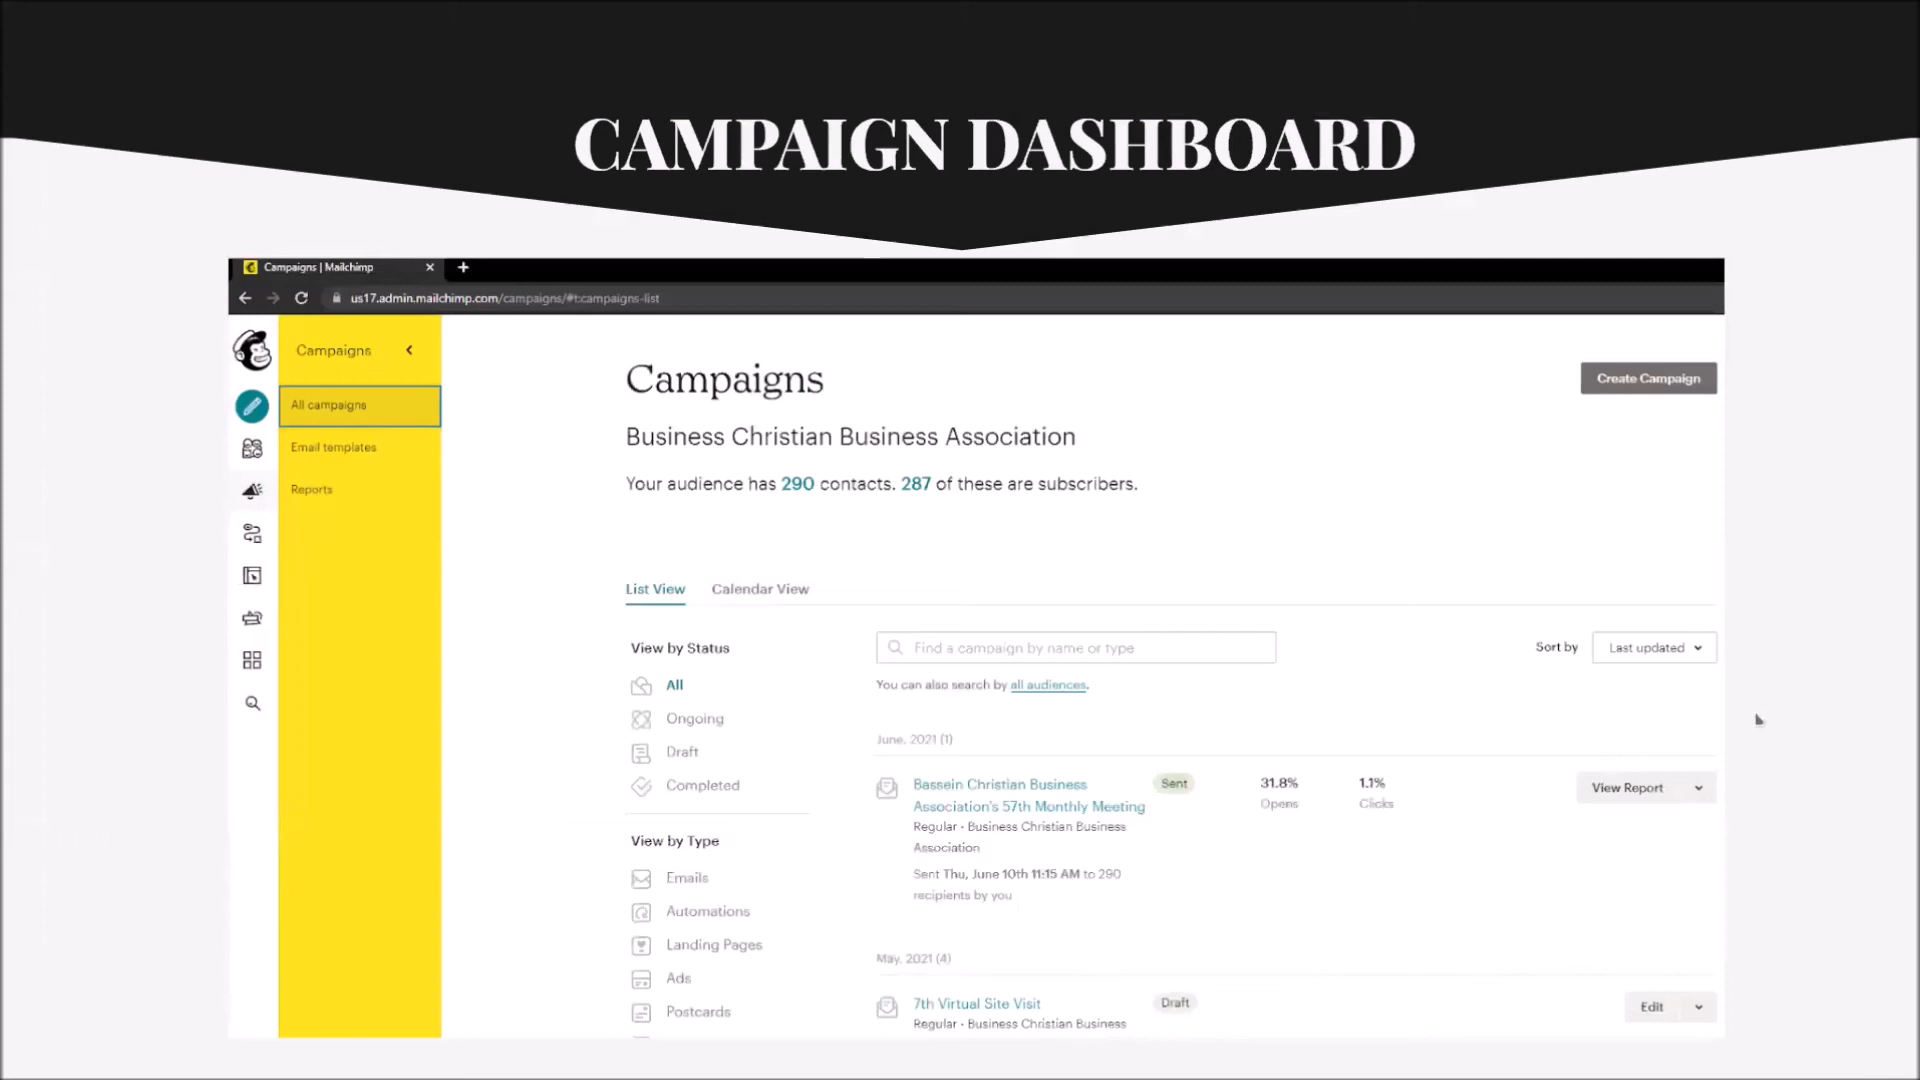 CAMPAIGN DASHBOARD
Campaigns | Mailchimp
us17.admin.mailchimp.com/campaigns/#t:campaigns-list
Campaigns
All campaigns
Email templates
Reports
Campaigns
Create Campaign
Business Christian Business Association
Your audience has 290 contacts. 287 of these are subscribers.
List View
Calendar View
View by Status
All
Ongoing
Draft
Completed
View by Type
Emails
Automations
Landing Pages
Ads
Postcards
Find a campaign by name or type
Sort by
Last updated
You can also search by all audiences.
June, 2021 (1)
Bassein Christian Business
Association's 57th Monthly Meeting
Regular · Business Christian Business
Association
Sent Thu, June 10th 11:15 AM to 290
recipients by you
Sent
31.8%
Opens
1.1%
Clicks
View Report
May, 2021 (4)
7th Virtual Site Visit
Regular · Business Christian Business
Draft
Edit